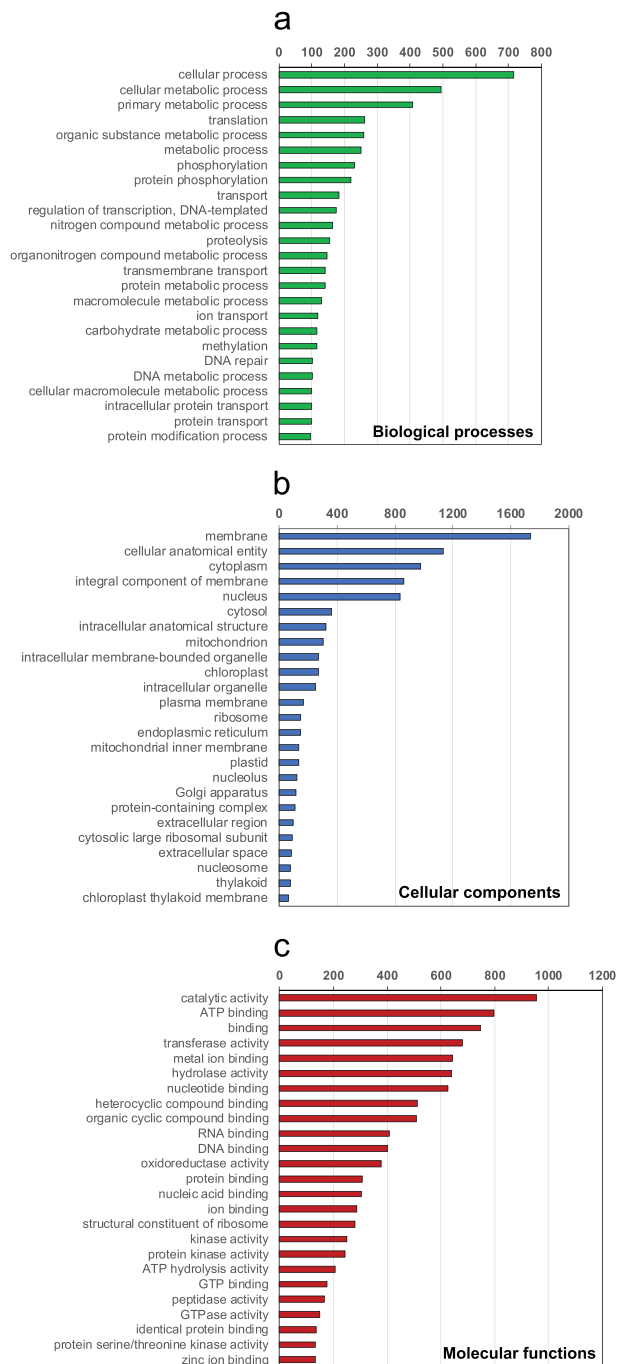 a
0 100 200 300 400 500 600 700 800
cellular process
cellular metabolic process
primary metabolic process
translation
organic substance metabolic process
metabolic process
phosphorylation
protein phosphorylation
transport
regulation of transcription, DNA-templated
nitrogen compound metabolic process
proteolysis
organonitrogen compound metabolic process
transmembrane transport
protein metabolic process
macromolecule metabolic process
ion transport
carbohydrate metabolic process
methylation
DNA repair
DNA metabolic process
cellular macromolecule metabolic process
intracellular protein transport
protein transport
protein modification process
Biological processes
b
0 400 800 1200 1600 2000
membrane
cellular anatomical entity
cytoplasm
integral component of membrane
nucleus
cytosol
intracellular anatomical structure
mitochondrion
intracellular membrane-bounded organelle
chloroplast
intracellular organelle
plasma membrane
ribosome
endoplasmic reticulum
mitochondrial inner membrane
plastid
nucleolus
Golgi apparatus
protein-containing complex
extracellular region
cytosolic large ribosomal subunit
extracellular space
nucleosome
thylakoid
chloroplast thylakoid membrane
Cellular components
c
0 200 400 600 800 1000 1200
catalytic activity
ATP binding
binding
transferase activity
metal ion binding
hydrolase activity
nucleotide binding
heterocyclic compound binding
organic cyclic compound binding
RNA binding
DNA binding
oxidoreductase activity
protein binding
nucleic acid binding
ion binding
structural constituent of ribosome
kinase activity
protein kinase activity
ATP hydrolysis activity
GTP binding
peptidase activity
GTPase activity
identical protein binding
protein serine/threonine kinase activity
zinc ion binding
Molecular functions